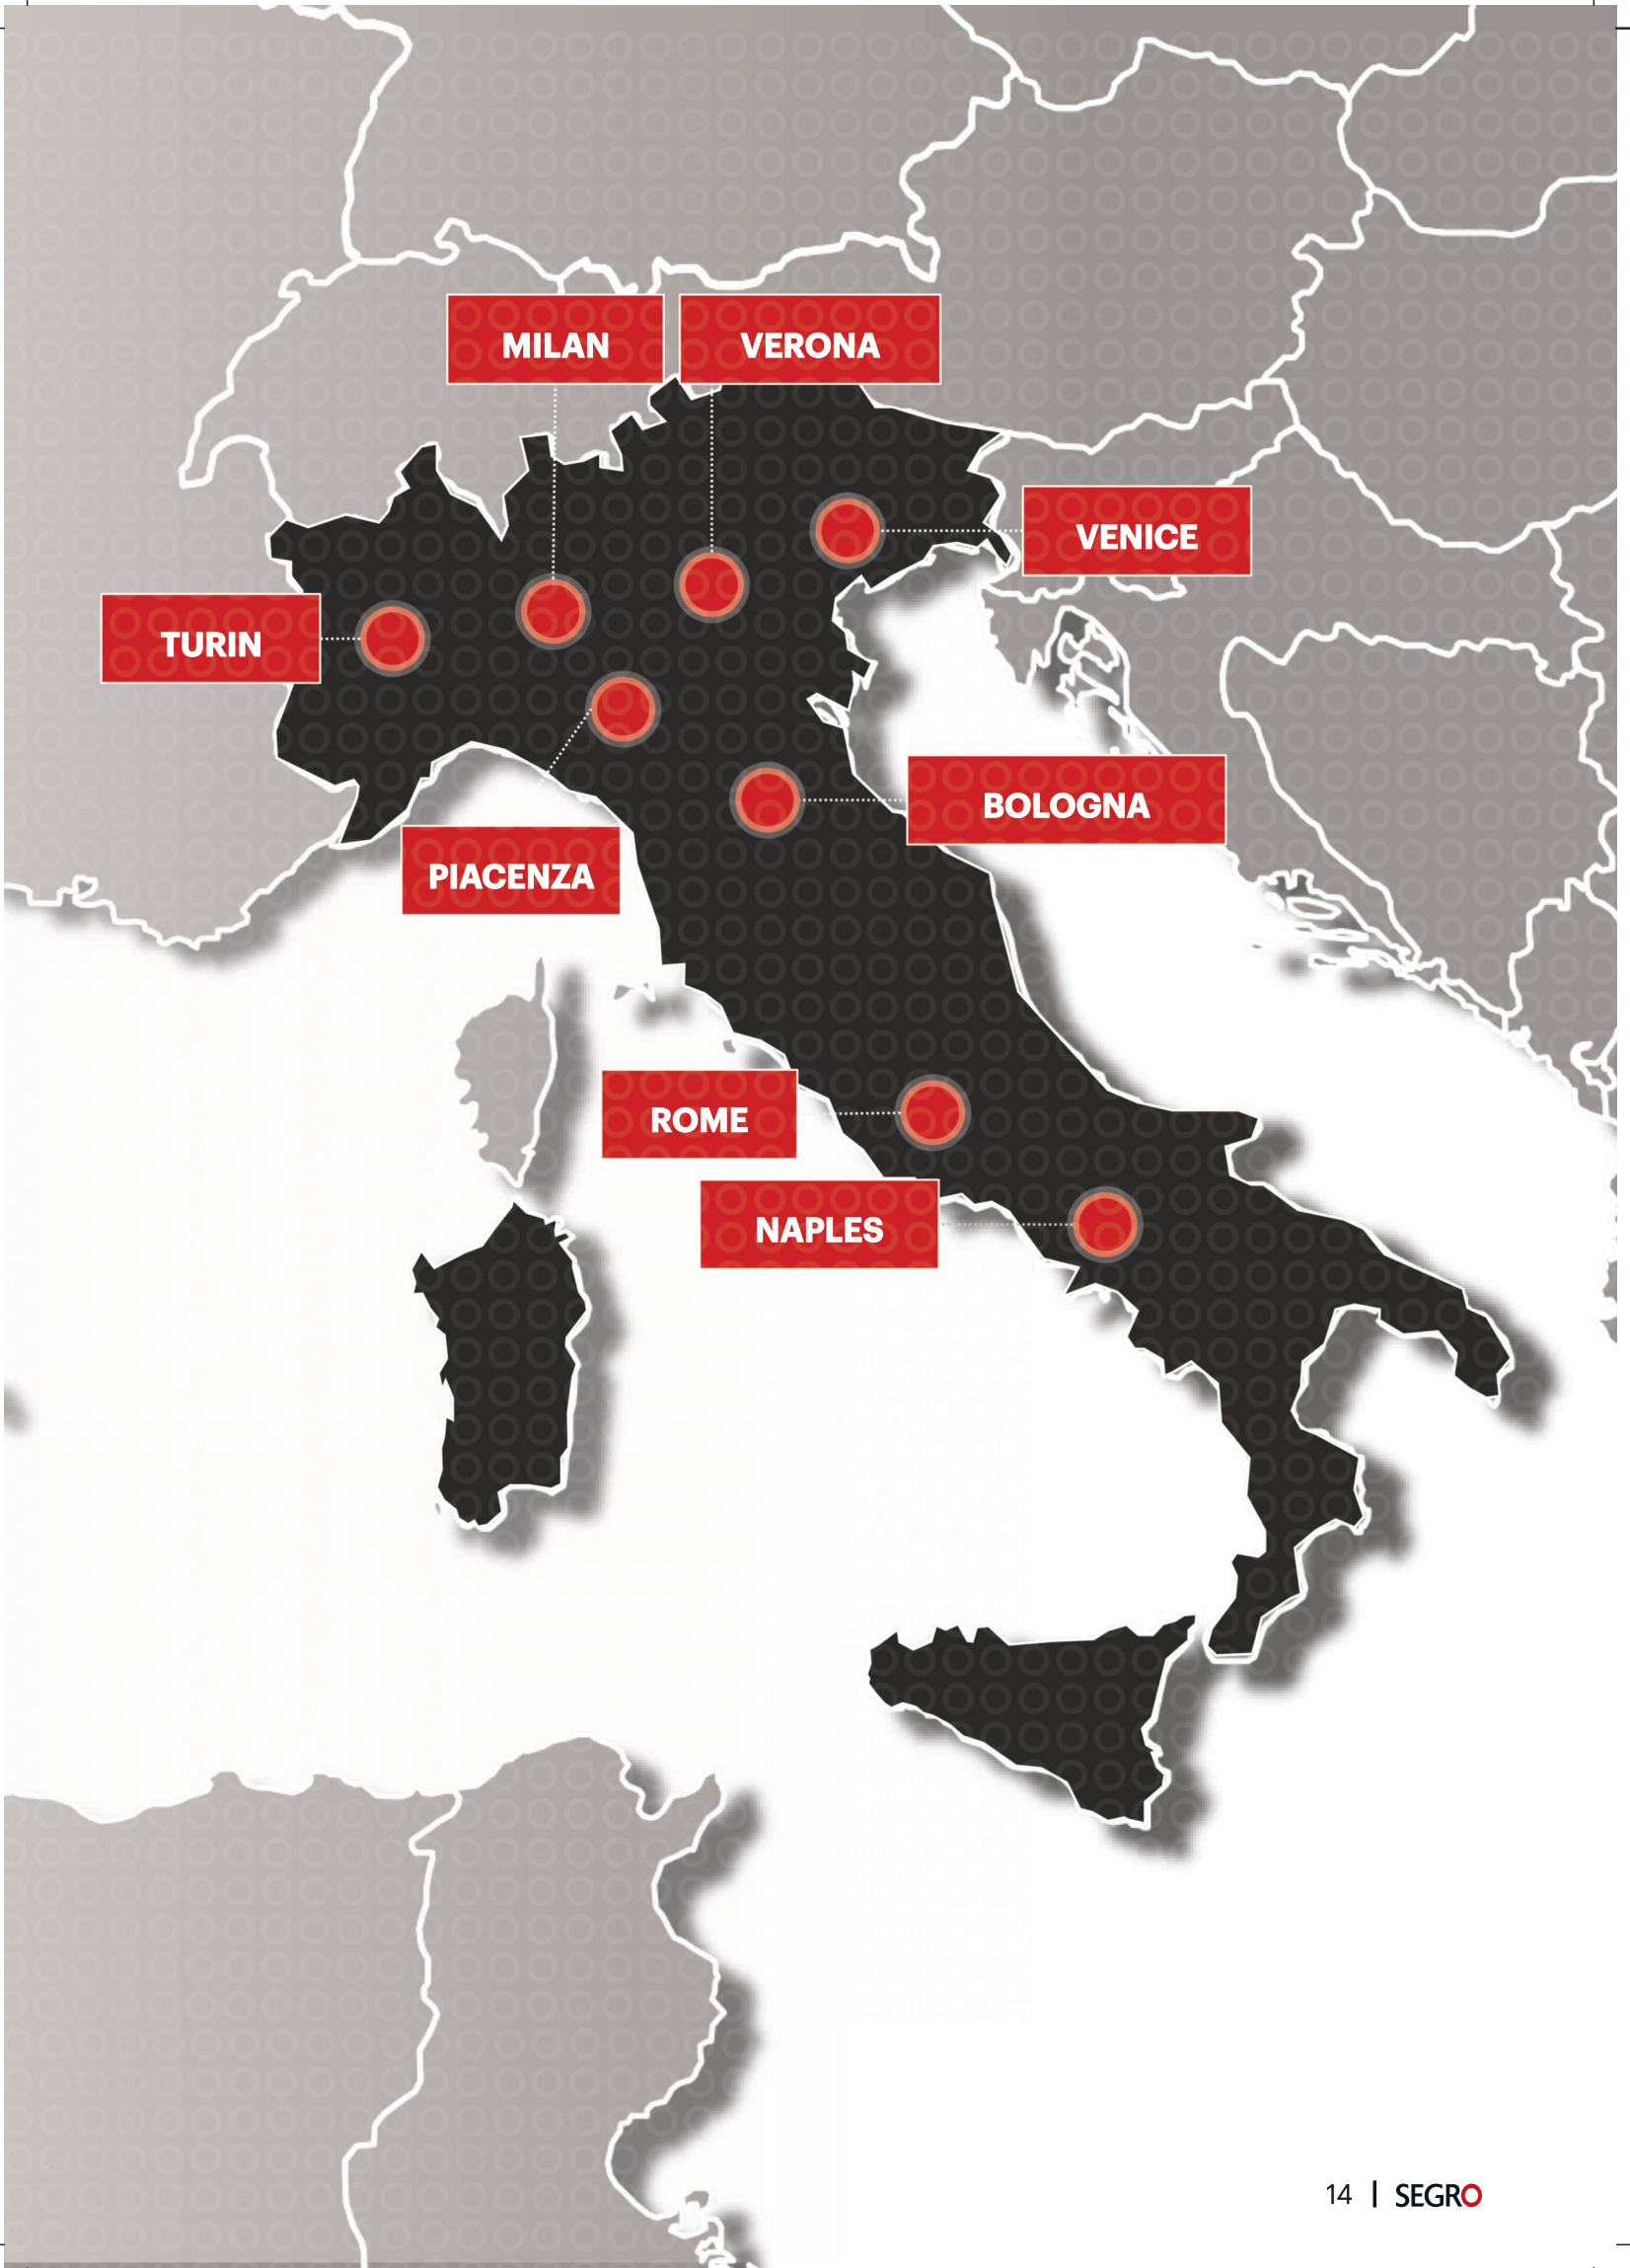 MILAN
VERONA
VENICE
TURIN
BOLOGNA
PIACENZA
ROME
NAPLES
14 | SEGRO